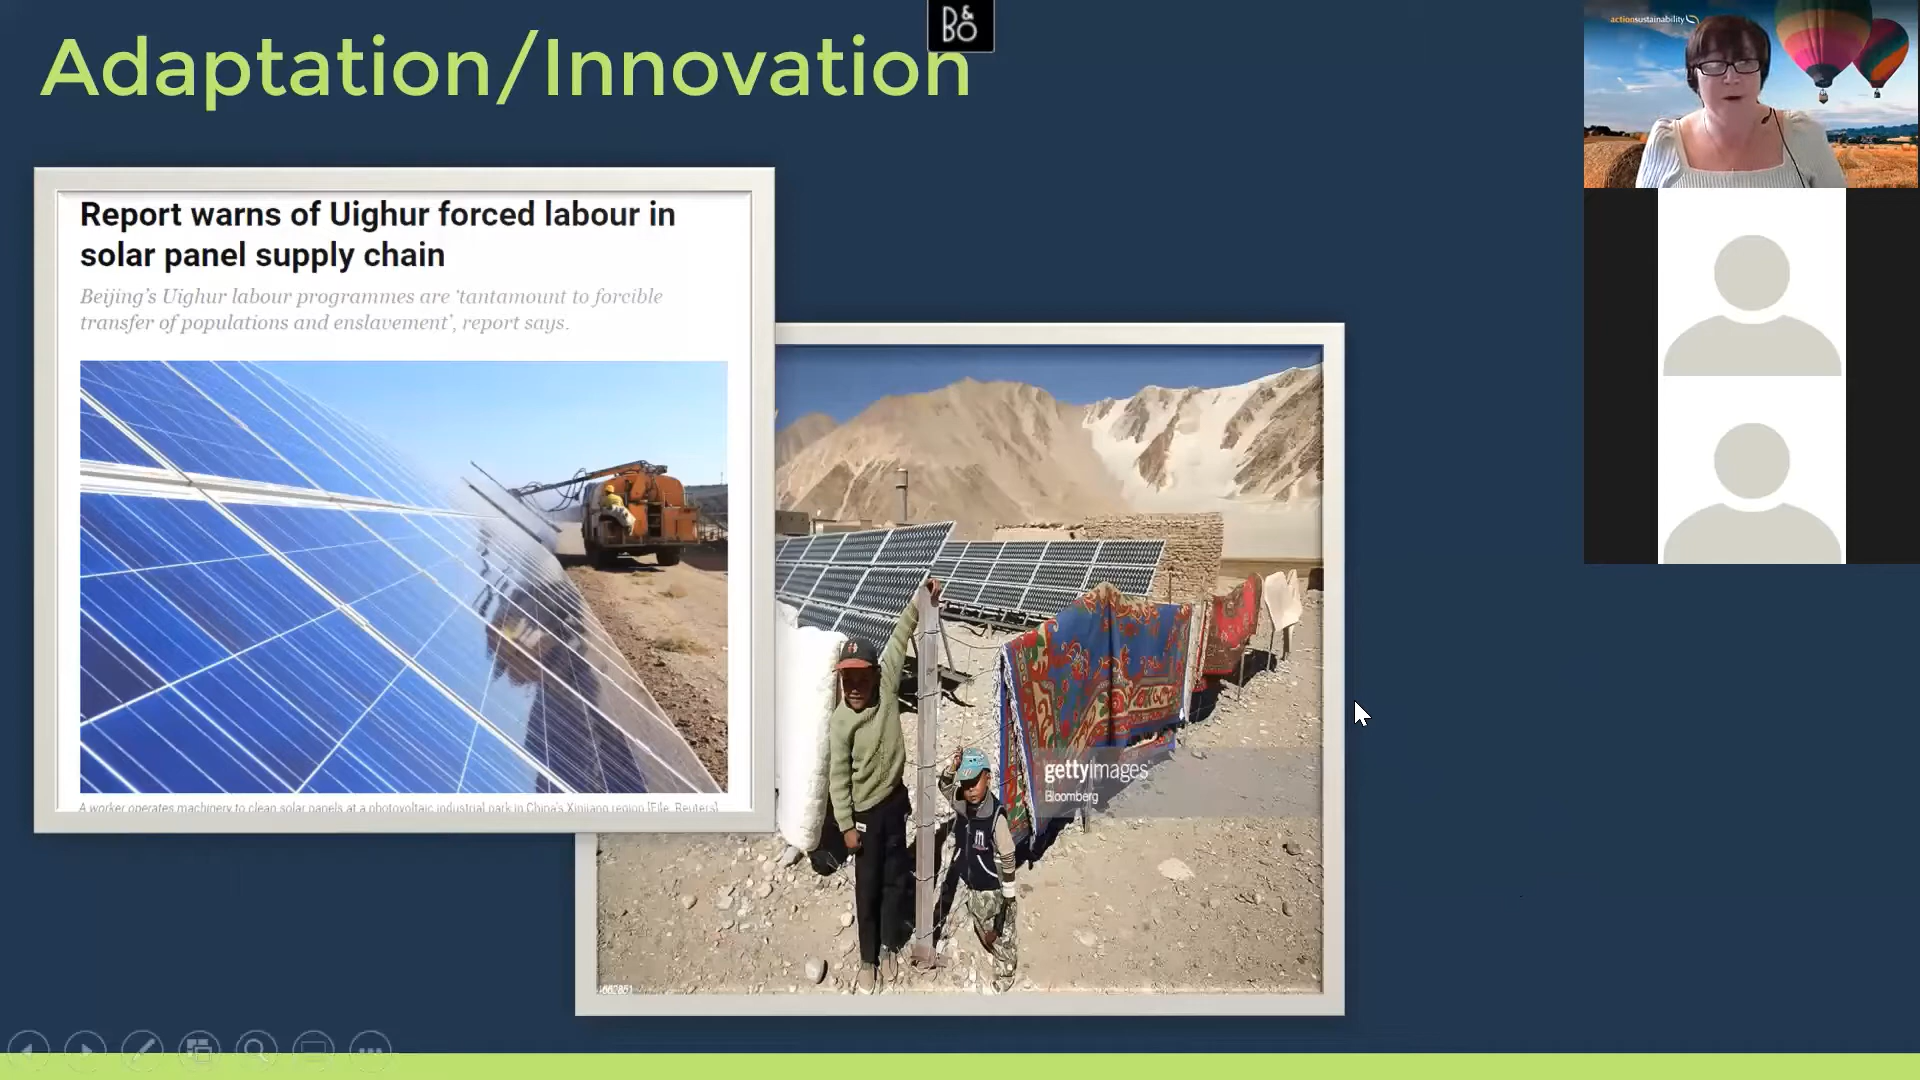 Adaptation/Innovation
B&O
actionsustainability
Report warns of Uighur forced labour in
solar panel supply chain
Beijing's Uighur labour programmes are 'tantamount to forcible
transfer of populations and enslavement', report says.
A worker operates machinery to clean solar panels at a photovoltaic industrial park in China's Xinjiang region [File: Reuters]
gettyimages
Bloomberg